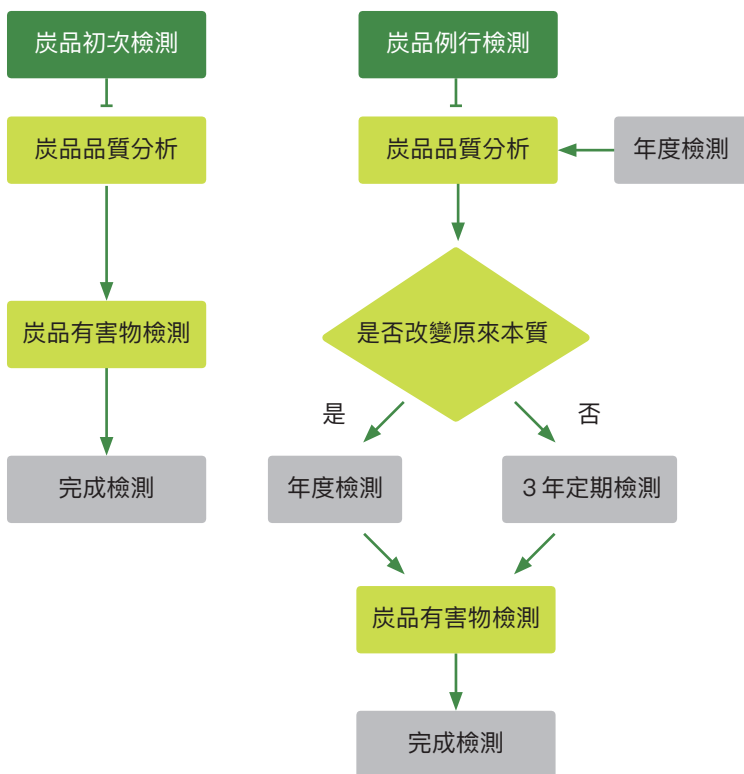 炭品初次檢測
炭品品質分析
炭品有害物檢測
完成檢測
炭品例行檢測
炭品品質分析
年度檢測
是否改變原來本質
是
否
年度檢測
3年定期檢測
炭品有害物檢測
完成檢測